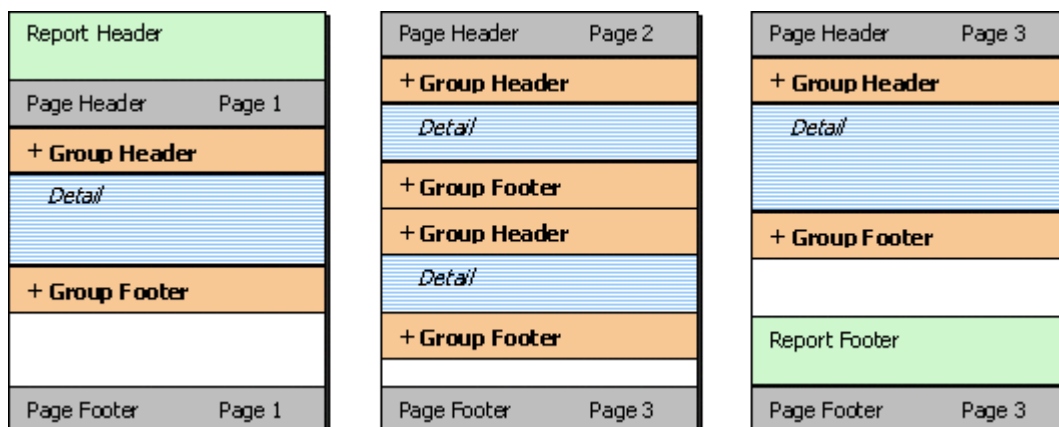 Report Header
Page Header Page 1
+ Group Header
Detail
+ Group Footer
Page Footer Page 1
Page Header Page 2
+ Group Header
Detail
+ Group Footer
+ Group Header
Detail
+ Group Footer
Page Footer Page 3
Page Header Page 3
+ Group Header
Detail
+ Group Footer
Report Footer
Page Footer Page 3